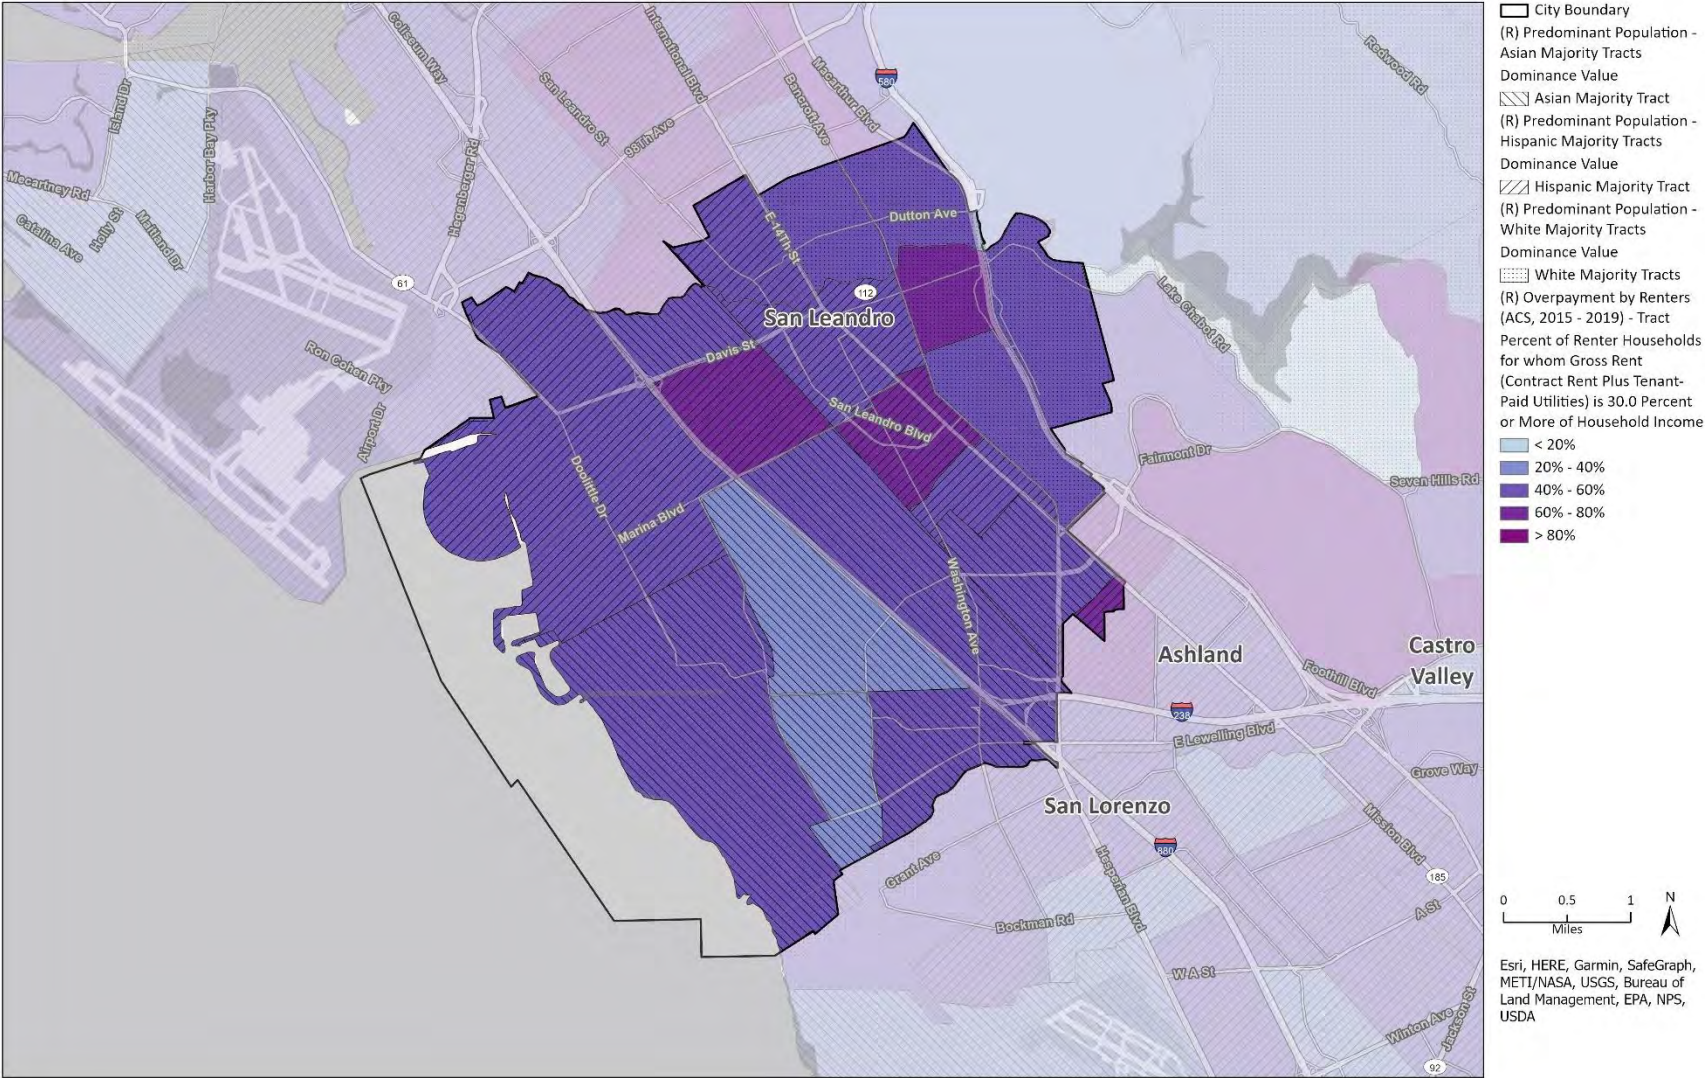 Coliseum Way
International Blvd
Macarthur Blvd
580
Redwood Rd
Island Dr
Harbor Bay Pky
San Leandro St
Bancroft Ave
98Th Ave
Hegenberger Rd
Mecartney Rd
Holly St
Maitland Dr
Catalina Ave
E 14Th St
Dutton Ave
61
112
San Leandro
Lake Chabot Rd
Ron Cohen Pky
Davis St
Airport Dr
San Leandro Blvd
Fairmont Dr
Seven Hills Rd
Doolittle Dr
Marina Blvd
Washington Ave
Ashland
Castro
Valley
Foothill Blvd
238
E Lewelling Blvd
Grove Way
San Lorenzo
Mission Blvd
880
Grant Ave
Hesperian Blvd
185
A St
Bockman Rd
W A St
Winton Ave
Jackson St
92
City Boundary
(R) Predominant Population -
Asian Majority Tracts
Dominance Value
Asian Majority Tract
(R) Predominant Population -
Hispanic Majority Tracts
Dominance Value
Hispanic Majority Tract
(R) Predominant Population -
White Majority Tracts
Dominance Value
White Majority Tracts
(R) Overpayment by Renters
(ACS, 2015 - 2019) - Tract
Percent of Renter Households
for whom Gross Rent
(Contract Rent Plus Tenant-
Paid Utilities) is 30.0 Percent
or More of Household Income
< 20%
20% - 40%
40% - 60%
60% - 80%
> 80%
0 0.5 1
Miles
N
Esri, HERE, Garmin, SafeGraph,
METI/NASA, USGS, Bureau of
Land Management, EPA, NPS,
USDA